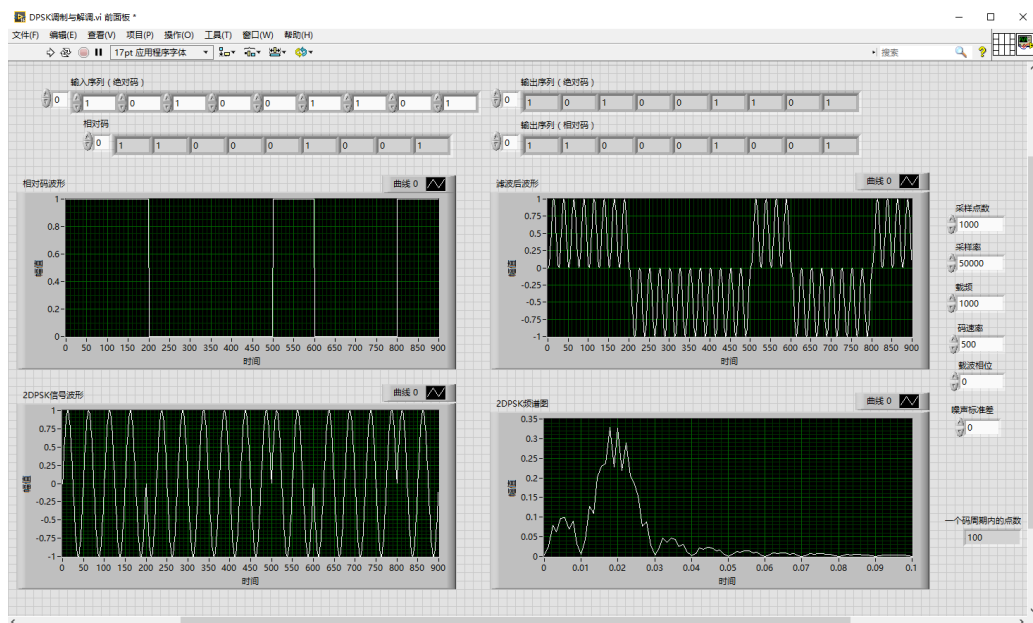 DPSK调制与解调.vi 前面板 *
文件(F) 编辑(E) 查看(V) 项目(P) 操作(O) 工具(T) 窗口(W) 帮助(H)
17pt 应用程序字体 搜索
输入序列 ( 绝对码 )
0 1 0 1 0 0 1 1 0 1
相对码
0 1 1 0 0 0 1 0 0 1
输出序列 ( 绝对码 )
0 1 0 1 0 0 1 1 0 1
输出序列 ( 相对码 )
0 1 1 0 0 0 1 0 0 1
相对码波形 曲线 0
幅值
1
0.8
0.6
0.4
0.2
0
0 50 100 150 200 250 300 350 400 450 500 550 600 650 700 750 800 850 900
时间
滤波后波形 曲线 0
幅值
1
0.75
0.5
0.25
0
-0.25
-0.5
-0.75
-1
0 50 100 150 200 250 300 350 400 450 500 550 600 650 700 750 800 850 900
时间
采样点数
1000
采样率
50000
载频
1000
码速率
500
载波相位
0
噪声标准差
0
2DPSK信号波形 曲线 0
幅值
1
0.75
0.5
0.25
0
-0.25
-0.5
-0.75
-1
0 50 100 150 200 250 300 350 400 450 500 550 600 650 700 750 800 850 900
时间
2DPSK频谱图 曲线 0
幅值
0.35
0.3
0.25
0.2
0.15
0.1
0.05
0
0 0.01 0.02 0.03 0.04 0.05 0.06 0.07 0.08 0.09 0.1
时间
一个码周期内的点数
100